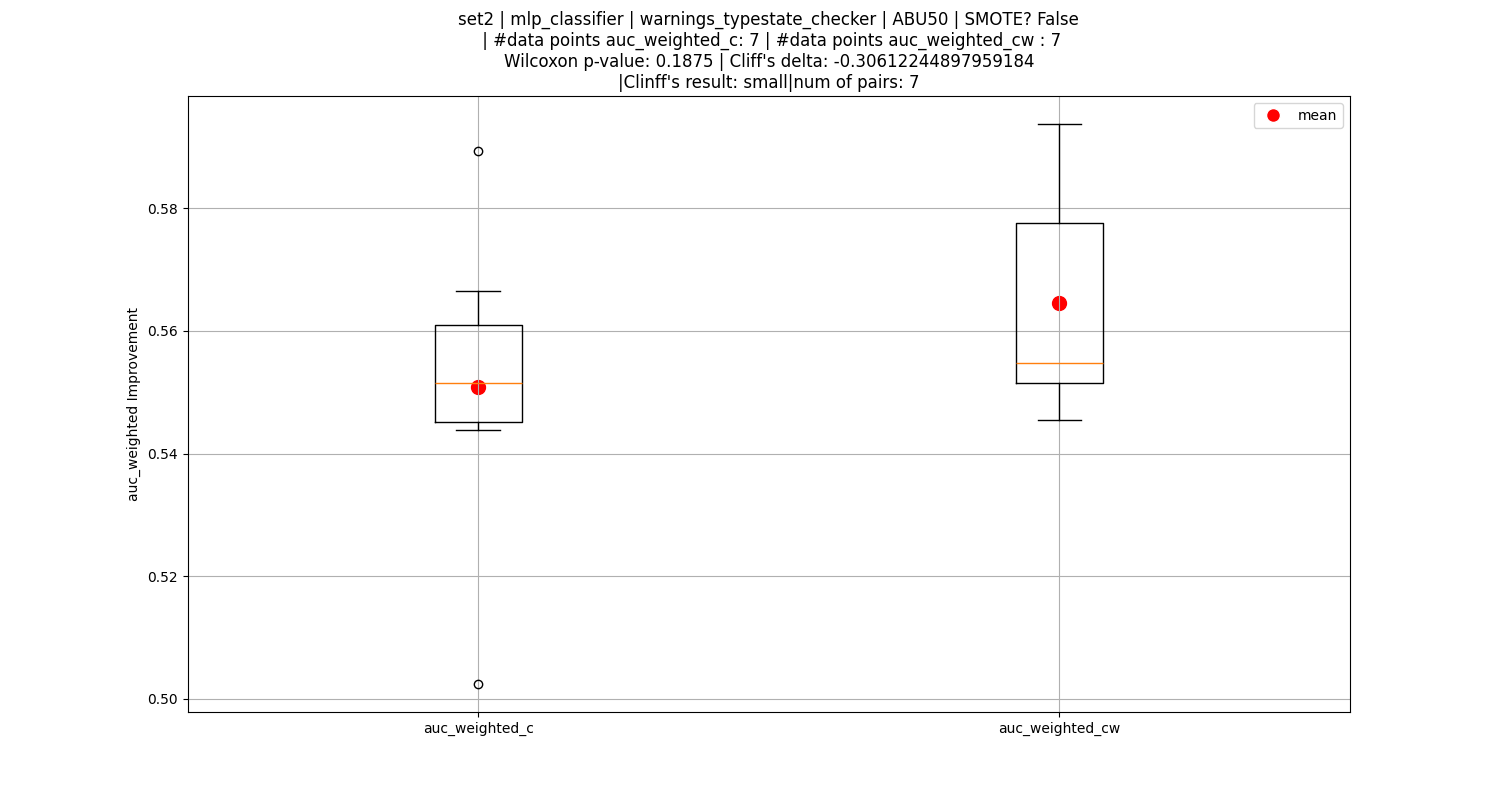 set2 | mlp_classifier | warnings_typestate_checker | ABU50 | SMOTE? False
| #data points auc_weighted_c: 7 | #data points auc_weighted_cw : 7
Wilcoxon p-value: 0.1875 | Cliff's delta: -0.30612244897959184
|Clinff's result: small|num of pairs: 7
mean
auc_weighted Improvement
0.58
0.56
0.54
0.52
0.50
auc_weighted_c
auc_weighted_cw